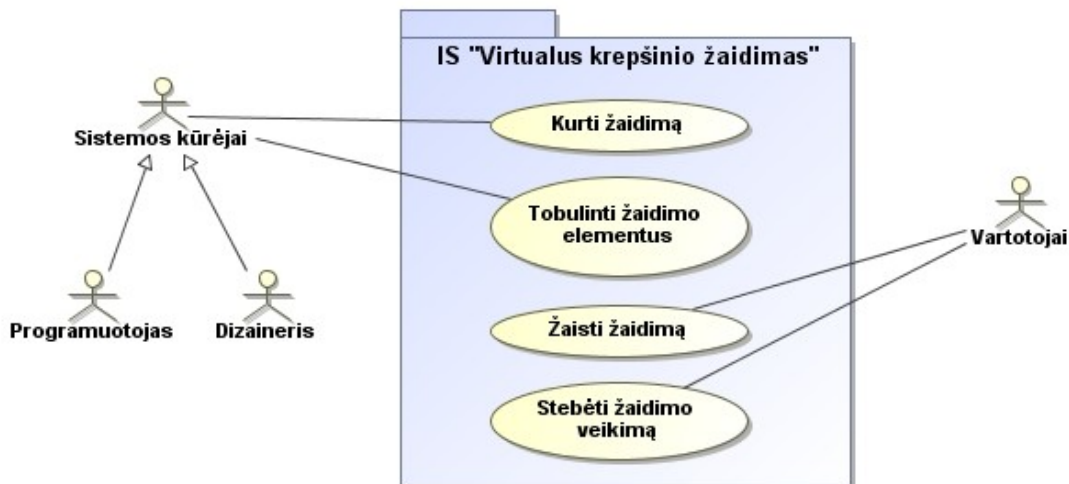 IS "Virtualus krepšinio žaidimas"
Sistemos kūrėjai
Kurti žaidimą
Tobulinti žaidimo
elementus
Vartotojai
Programuotojas
Dizaineris
Žaisti žaidimą
Stebėti žaidimo
veikimą